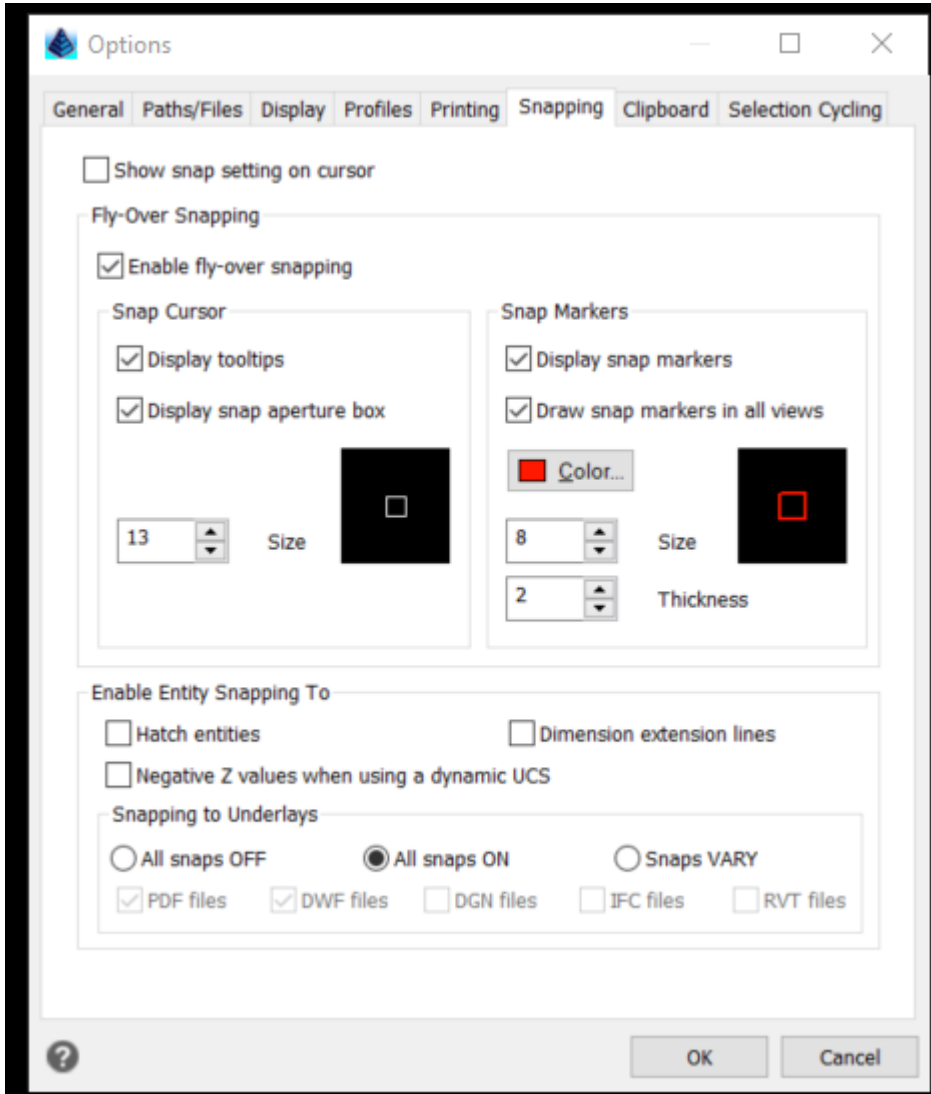 Options
General Paths/Files Display Profiles Printing Snapping Clipboard Selection Cycling
Show snap setting on cursor
Fly-Over Snapping
Enable fly-over snapping
Snap Cursor
Display tooltips
Display snap aperture box
13 Size
Snap Markers
Display snap markers
Draw snap markers in all views
Color...
8 Size
2 Thickness
Enable Entity Snapping To
Hatch entities Dimension extension lines
Negative Z values when using a dynamic UCS
Snapping to Underlays
All snaps OFF All snaps ON Snaps VARY
PDF files DWF files DGN files IFC files RVT files
? OK Cancel